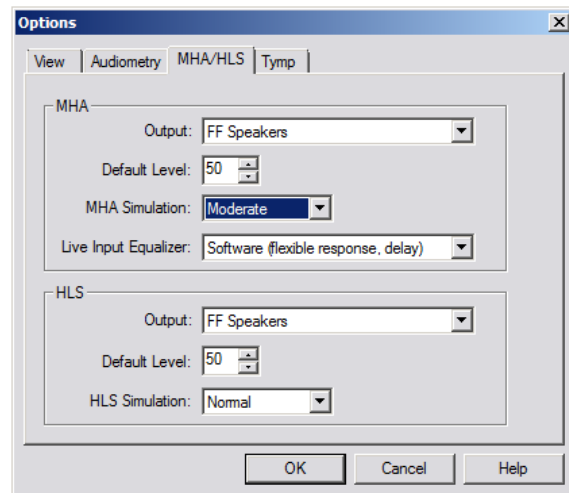 Options
View Audiometry MHA/HLS Tymp
MHA
Output: FF Speakers
Default Level: 50
MHA Simulation: Moderate
Live Input Equalizer: Software (flexible response, delay)
HLS
Output: FF Speakers
Default Level: 50
HLS Simulation: Normal
OK Cancel Help